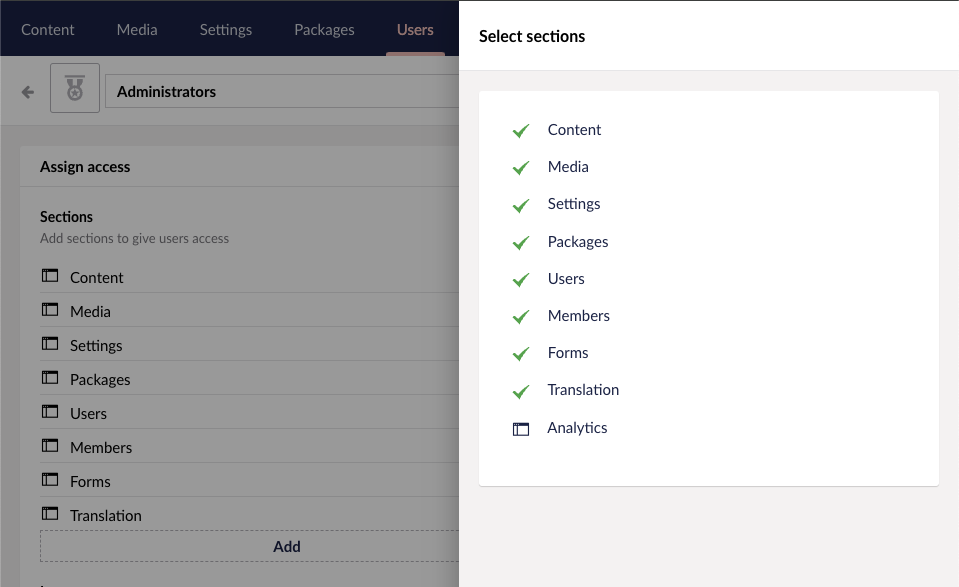 Content Media Settings Packages Users
Administrators
Assign access
Sections
Add sections to give users access
Content
Media
Settings
Packages
Users
Members
Forms
Translation
Add
Select sections
Content
Media
Settings
Packages
Users
Members
Forms
Translation
Analytics